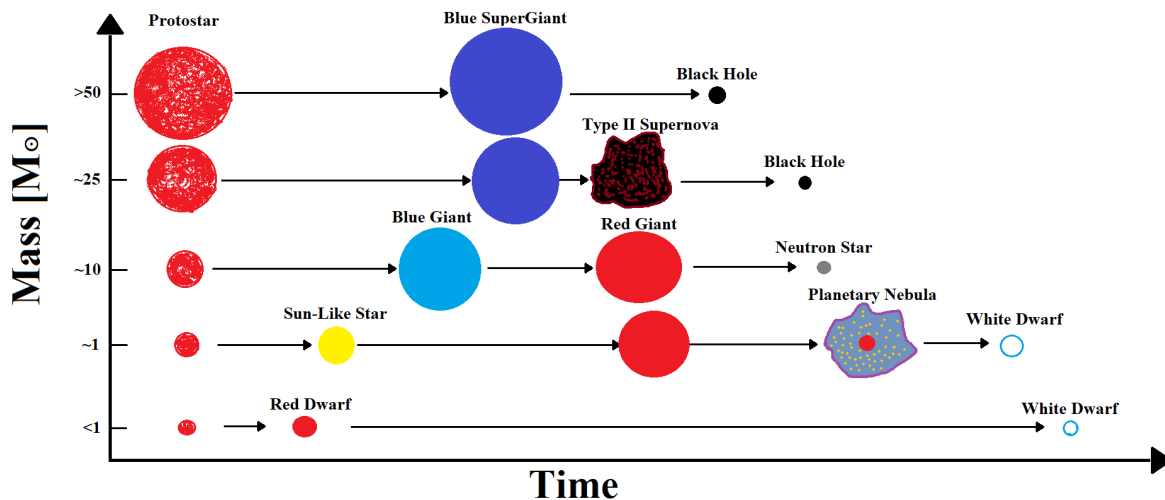 Protostar
Blue SuperGiant
Black Hole
>50
Type II Supernova
Black Hole
~25
Blue Giant
Red Giant
Neutron Star
~10
Planetary Nebula
Sun-Like Star
White Dwarf
~1
Red Dwarf
White Dwarf
<1
Mass [M⊙]
Time